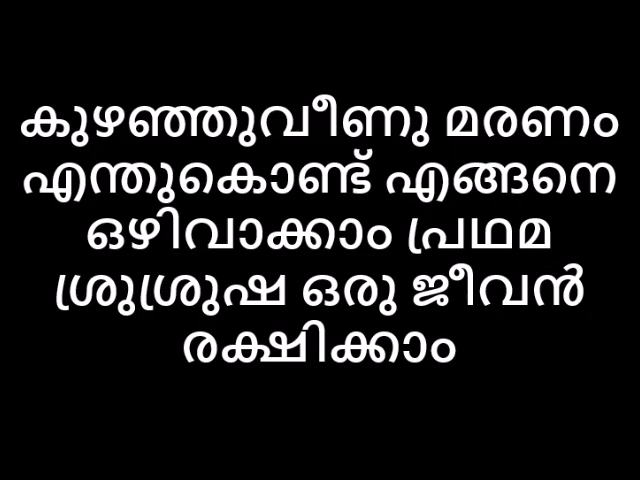 കുഴഞ്ഞുവീണു മരണം
എന്തുകൊണ്ട് എങ്ങനെ
ഒഴിവാക്കാം പ്രഥമ
ശ്രുശ്രുഷ ഒരു ജീവൻ
രക്ഷിക്കാം